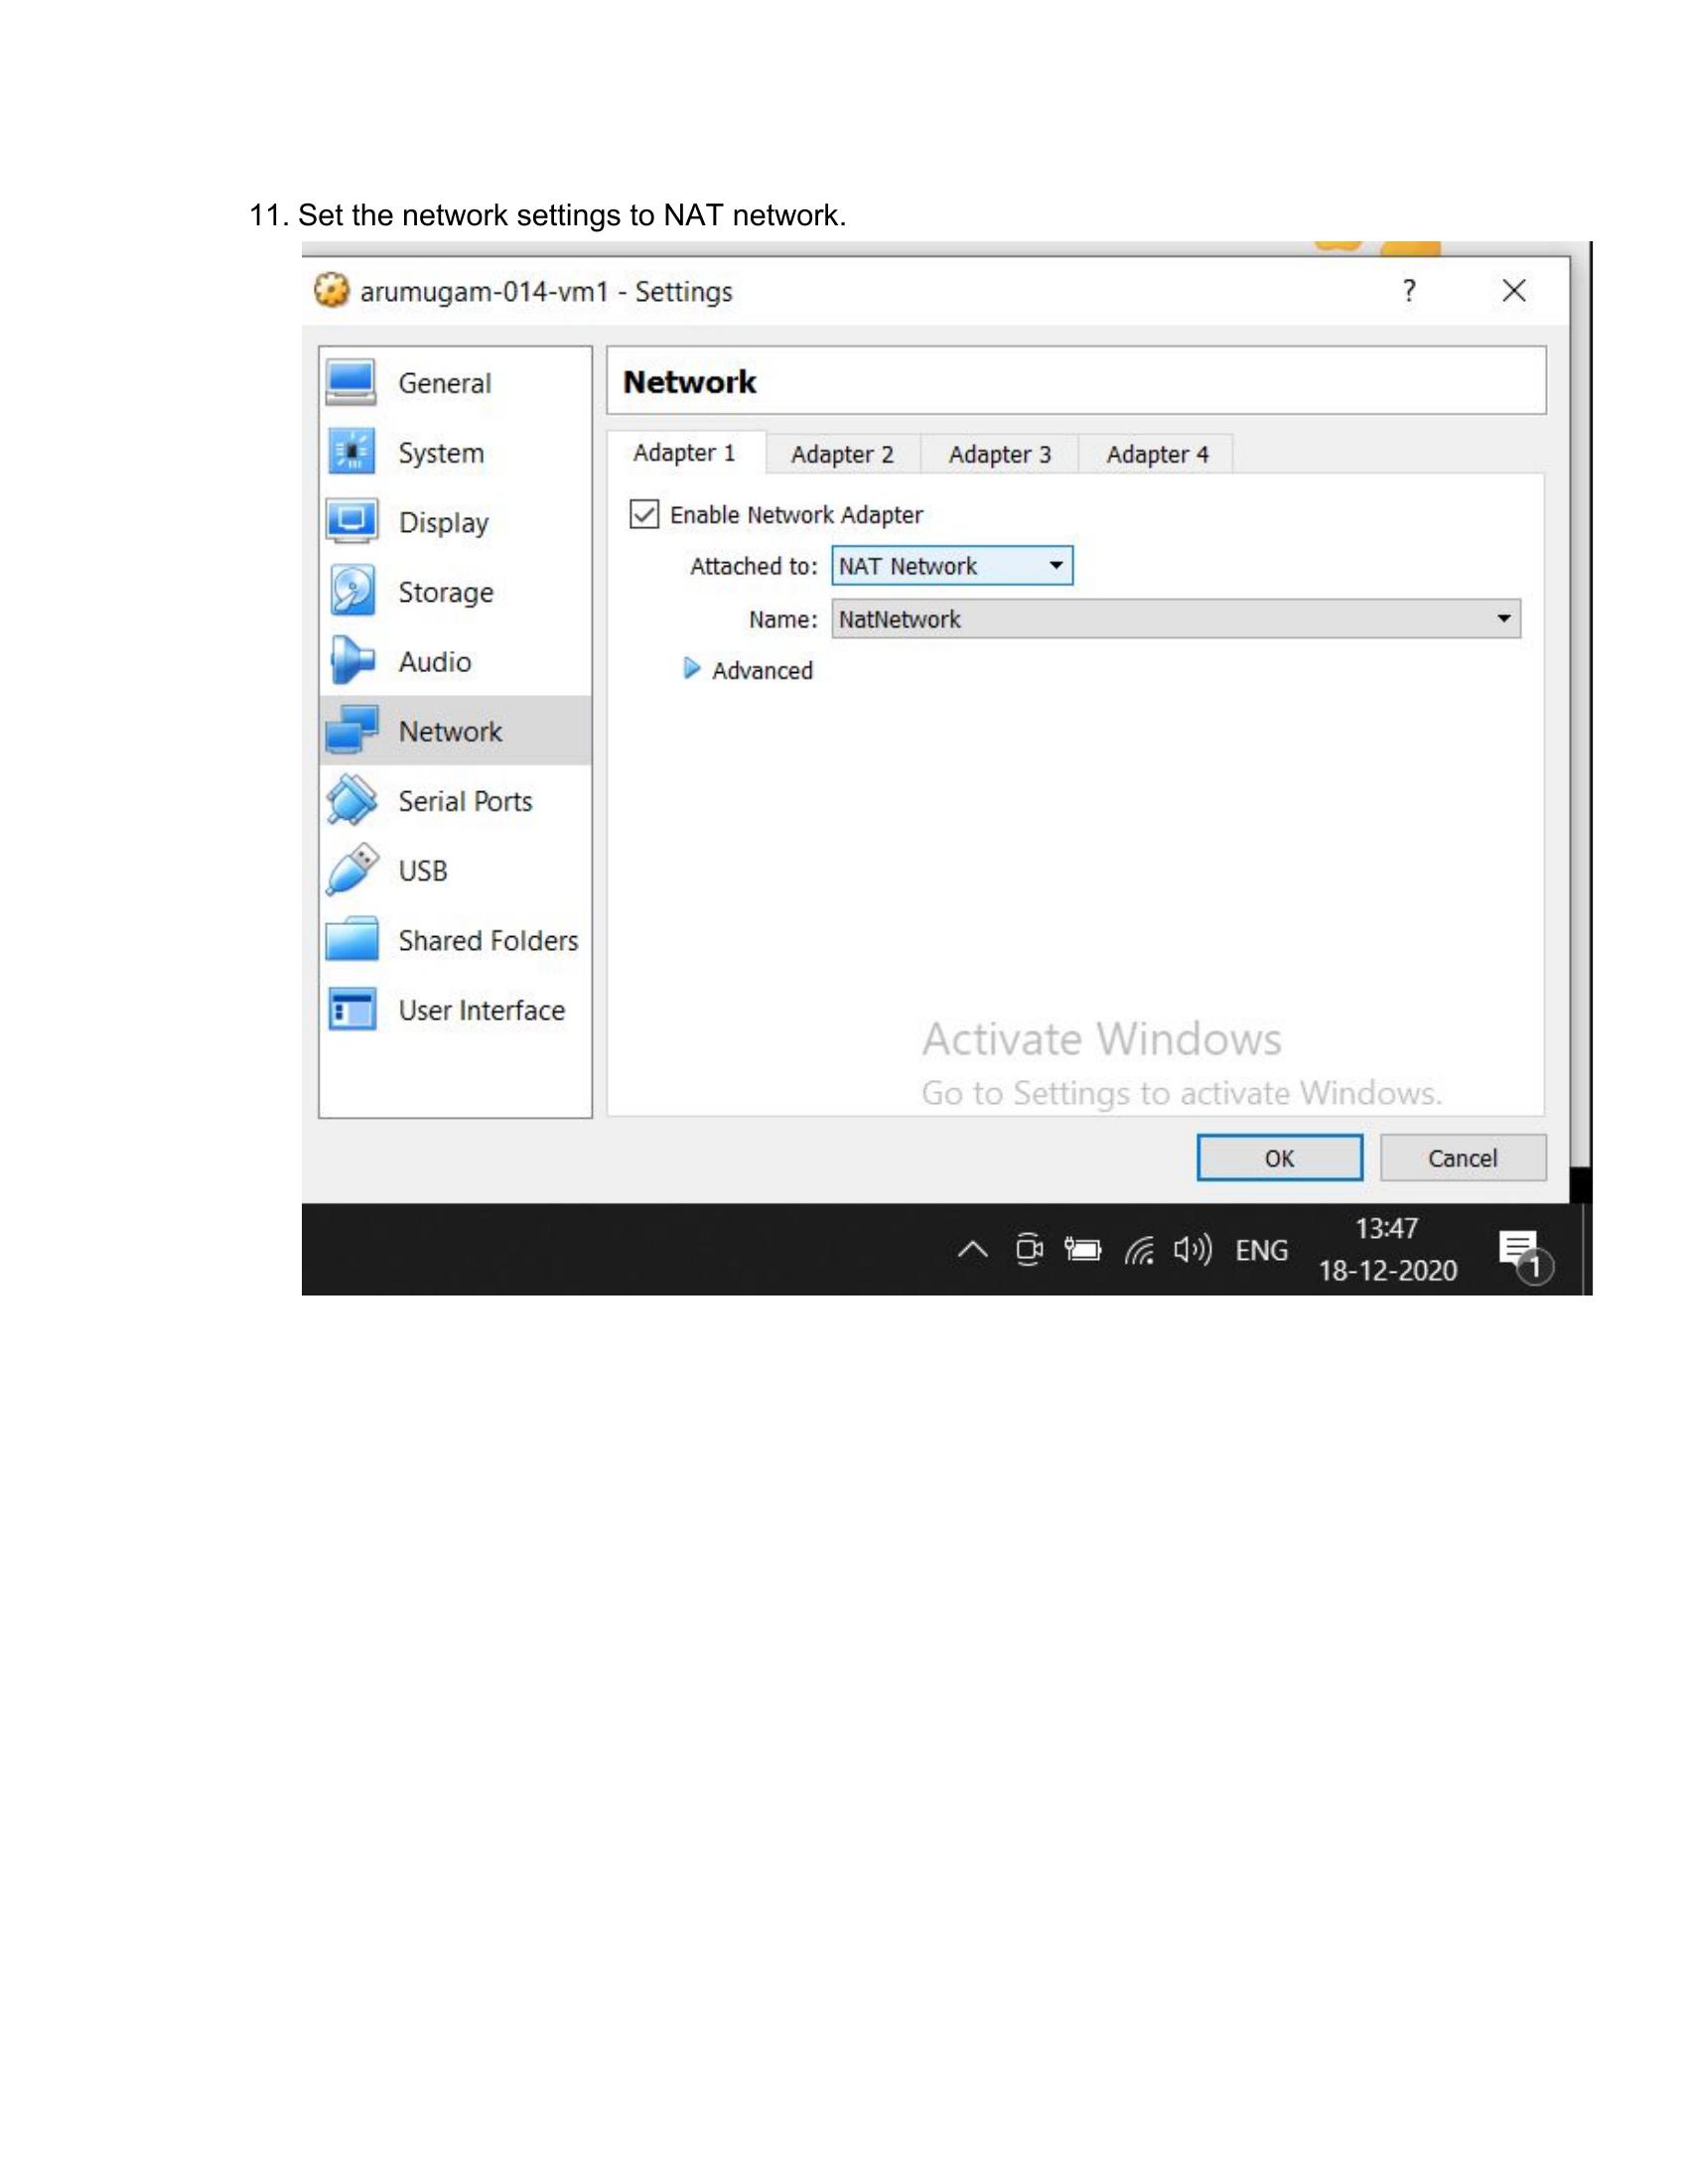 11. Set the network settings to NAT network.
arumugam-014-vm1 - Settings
?
General
System
Display
Storage
Audio
Network
Serial Ports
USB
Shared Folders
User Interface
Network
Adapter 1 Adapter 2 Adapter 3 Adapter 4
Enable Network Adapter
Attached to: NAT Network
Name: NatNetwork
Advanced
Activate Windows
Go to Settings to activate Windows.
OK Cancel
ENG
13:47
18-12-2020
1